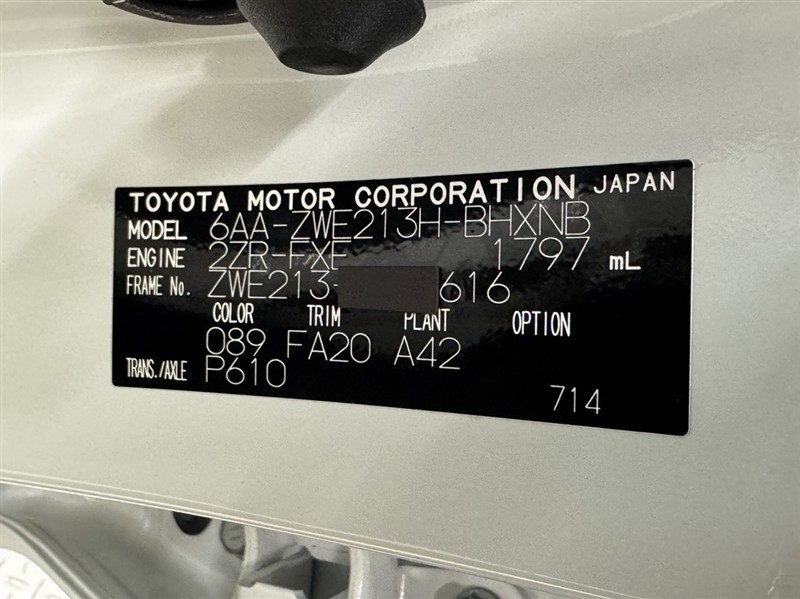 TOYOTA MOTOR CORPORATION JAPAN
MODEL 6AA-ZWE213H-BHXNB
ENGINE 2ZR-FXE 1797 mL
FRAME No. ZWE213- 616
COLOR TRIM PLANT OPTION
089 FA20 A42
TRANS./AXLE P610
714